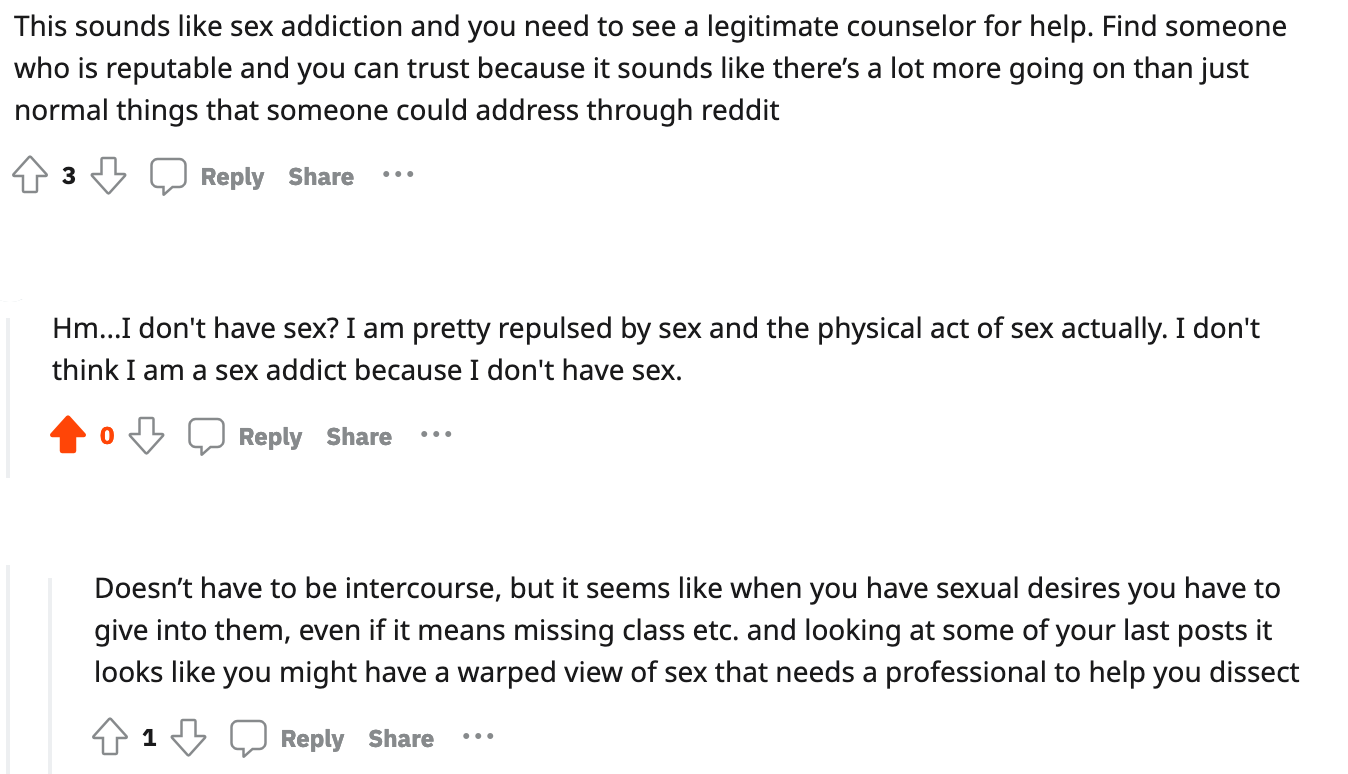 This sounds like sex addiction and you need to see a legitimate counselor for help. Find someone
who is reputable and you can trust because it sounds like there’s a lot more going on than just
normal things that someone could address through reddit
3 Reply Share ···
Hm...I don't have sex? I am pretty repulsed by sex and the physical act of sex actually. I don't
think I am a sex addict because I don't have sex.
0 Reply Share ···
Doesn’t have to be intercourse, but it seems like when you have sexual desires you have to
give into them, even if it means missing class etc. and looking at some of your last posts it
looks like you might have a warped view of sex that needs a professional to help you dissect
1 Reply Share ···